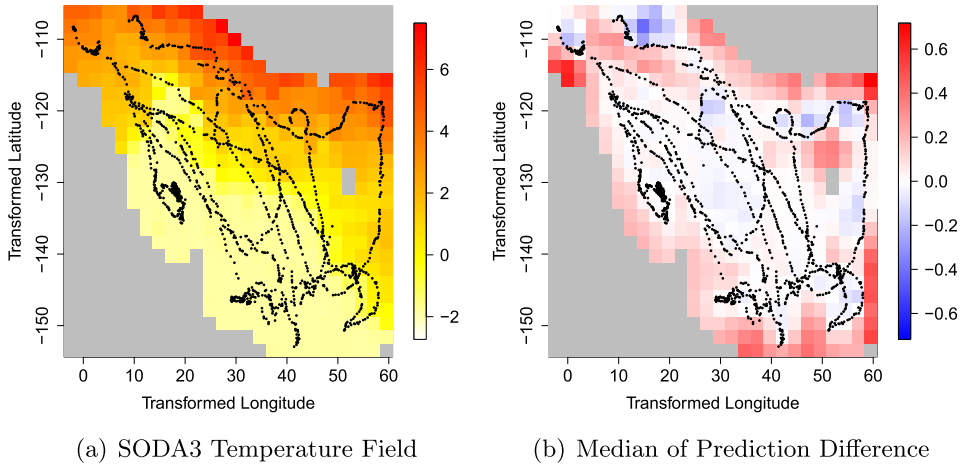 −110
−120
−130
−140
−150
Transformed Latitude
0 10 20 30 40 50 60
Transformed Longitude
6
4
2
0
−2
(a) SODA3 Temperature Field
−110
−120
−130
−140
−150
Transformed Latitude
0 10 20 30 40 50 60
Transformed Longitude
0.6
0.4
0.2
0.0
−0.2
−0.4
−0.6
(b) Median of Prediction Difference